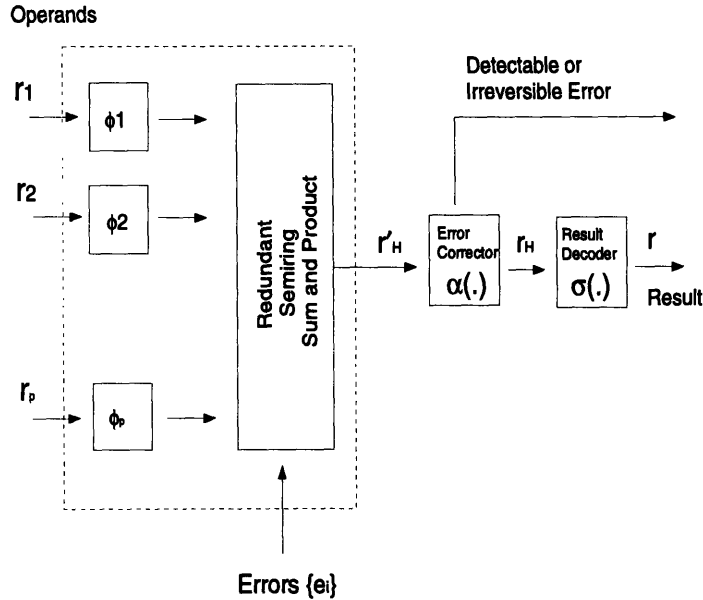 Operands
r1
ϕ1
r2
ϕ2
rp
ϕp
Redundant
Semiring
Sum and Product
Errors {ei}
r'H
Detectable or
Irreversible Error
Error
Corrector
α(.)
rH
Result
Decoder
σ(.)
r
Result